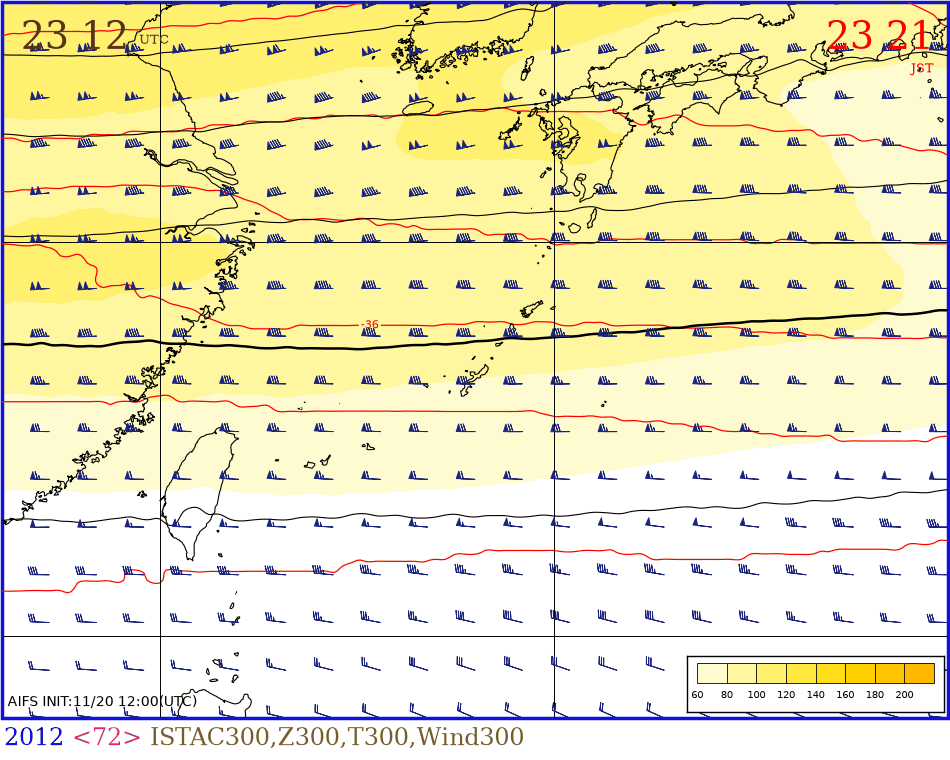 23 12 UTC
23 21
JST
-36
60 80 100 120 140 160 180 200
AIFS INIT:11/20 12:00(UTC)
2012 <72> ISTAC300,Z300,T300,Wind300